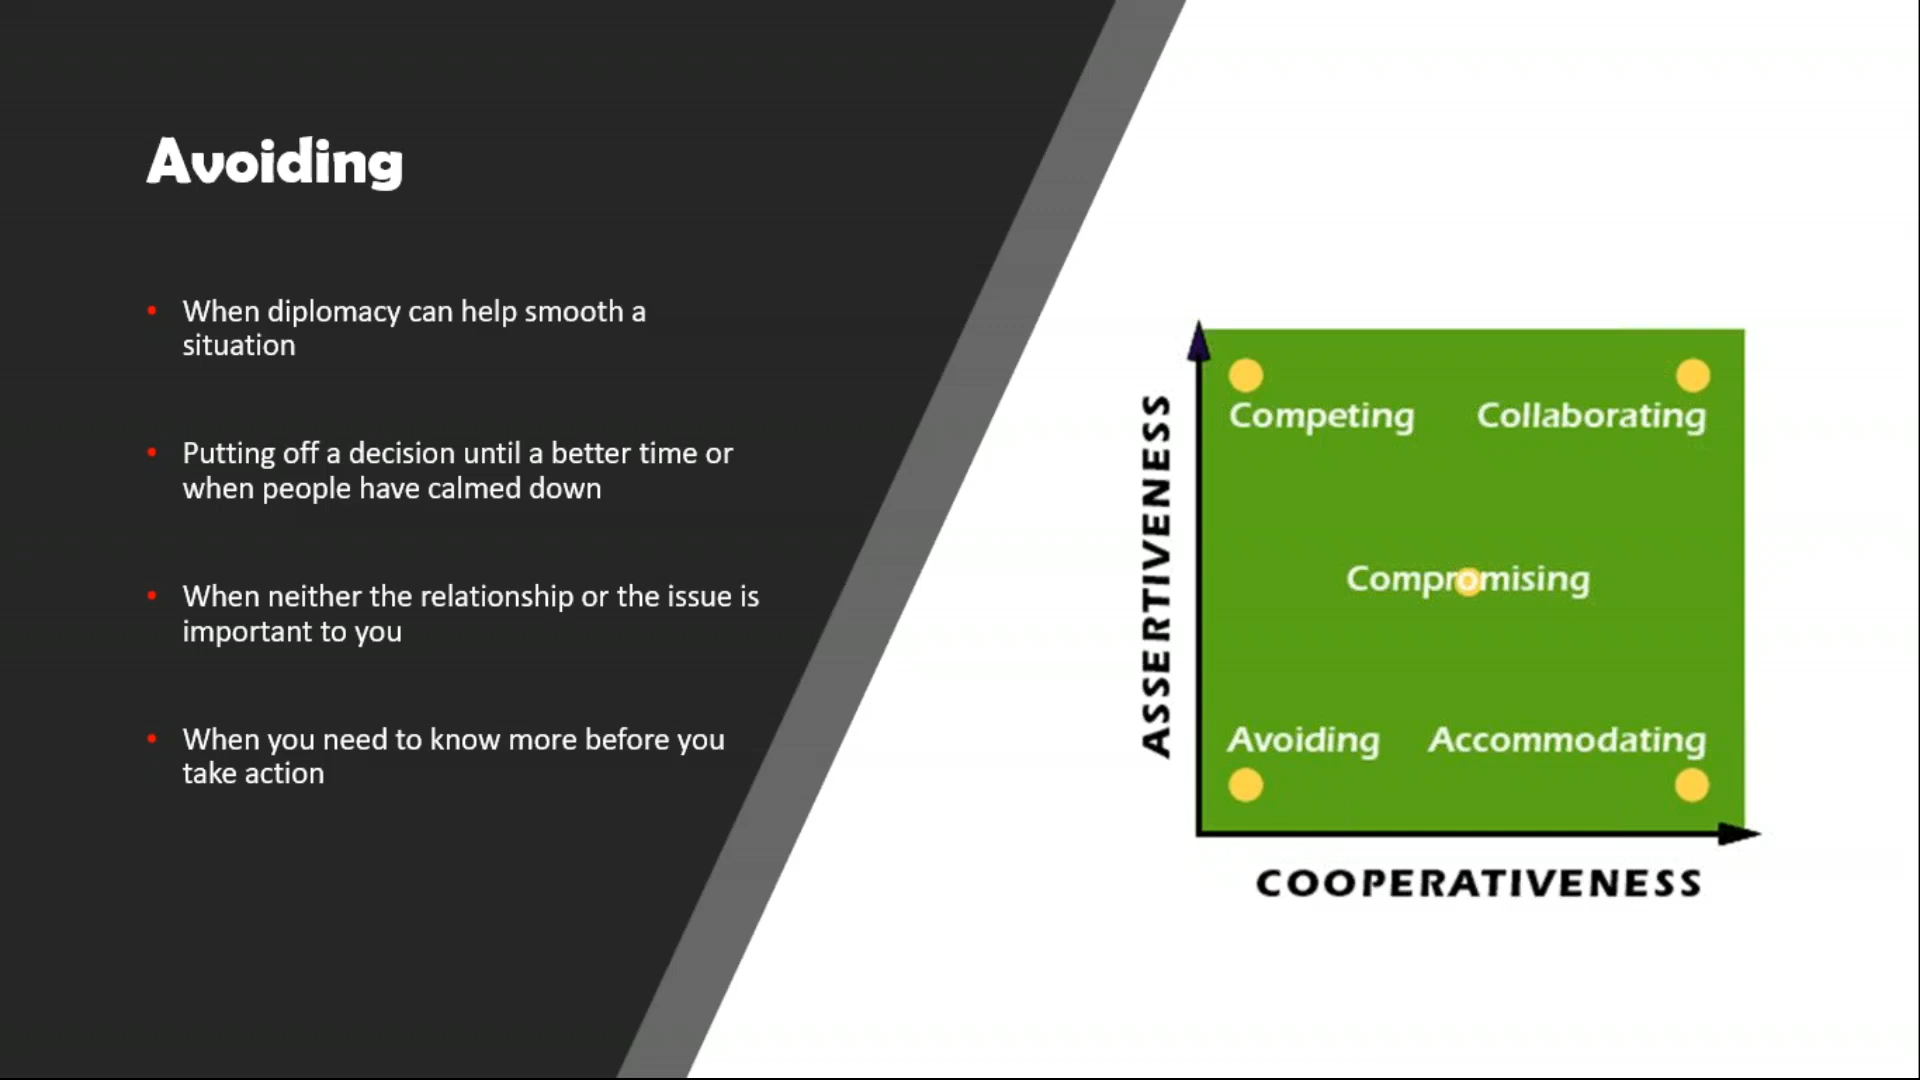 Avoiding
When diplomacy can help smooth a
situation
Putting off a decision until a better time or
when people have calmed down
When neither the relationship or the issue is
important to you
When you need to know more before you
take action
ASSERTIVENESS
Competing
Collaborating
Compromising
Avoiding
Accommodating
COOPERATIVENESS